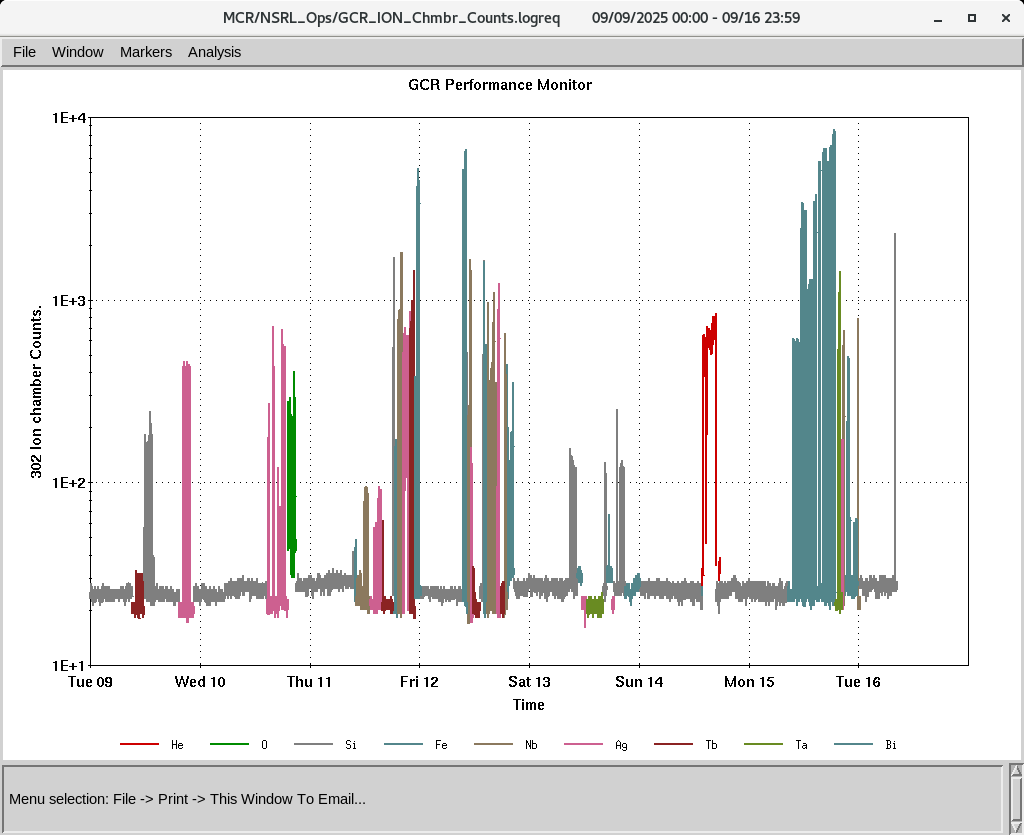 MCR/NSRL_Ops/GCR_ION_Chmbr_Counts.logreq 09/09/2025 00:00 - 09/16 23:59
File Window Markers Analysis
GCR Performance Monitor
1E+4
1E+3
1E+2
1E+1
302 Ion chamber Counts.
Tue 09 Wed 10 Thu 11 Fri 12 Sat 13 Sun 14 Mon 15 Tue 16
Time
He O Si Fe Nb Ag Tb Ta Bi
Menu selection: File -> Print -> This Window To Email...